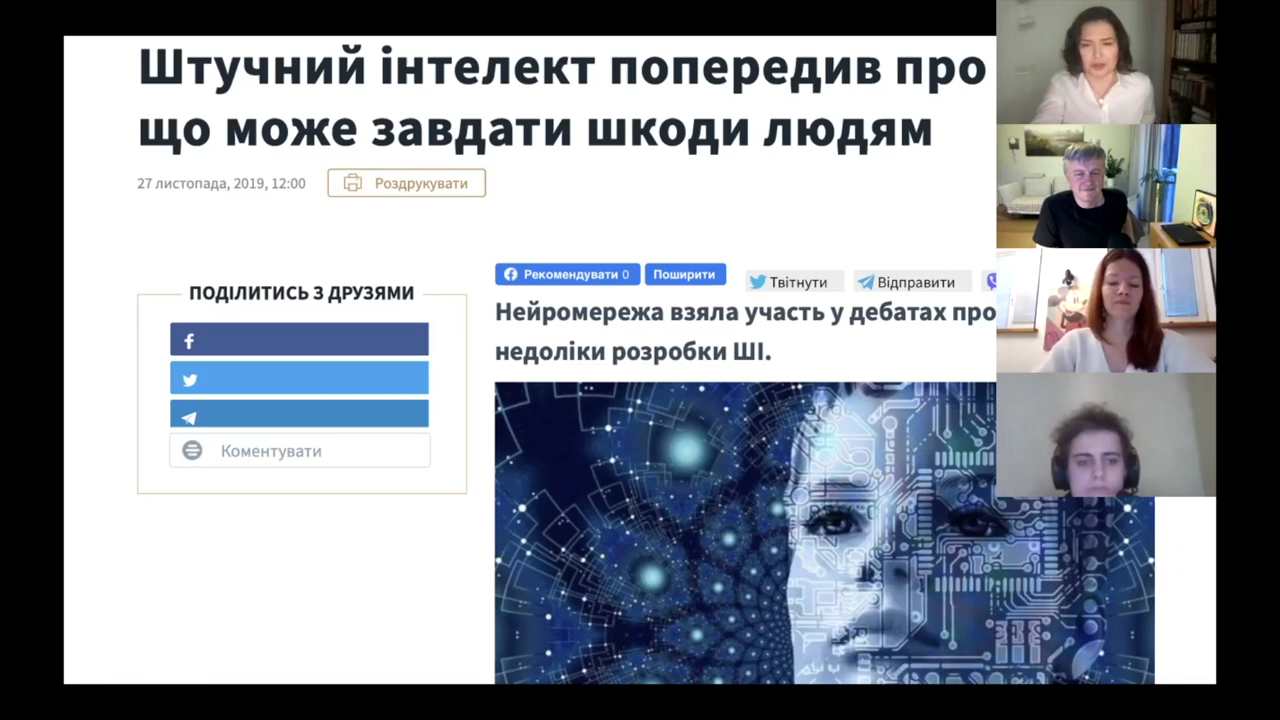 Штучний інтелект попередив про
що може завдати шкоди людям
27 листопада, 2019, 12:00
Роздрукувати
ПОДІЛИТИСЬ З ДРУЗЯМИ
Коментувати
Рекомендувати 0
Поширити
Твітнути
Відправити
Нейромережа взяла участь у дебатах про
недоліки розробки ШІ.